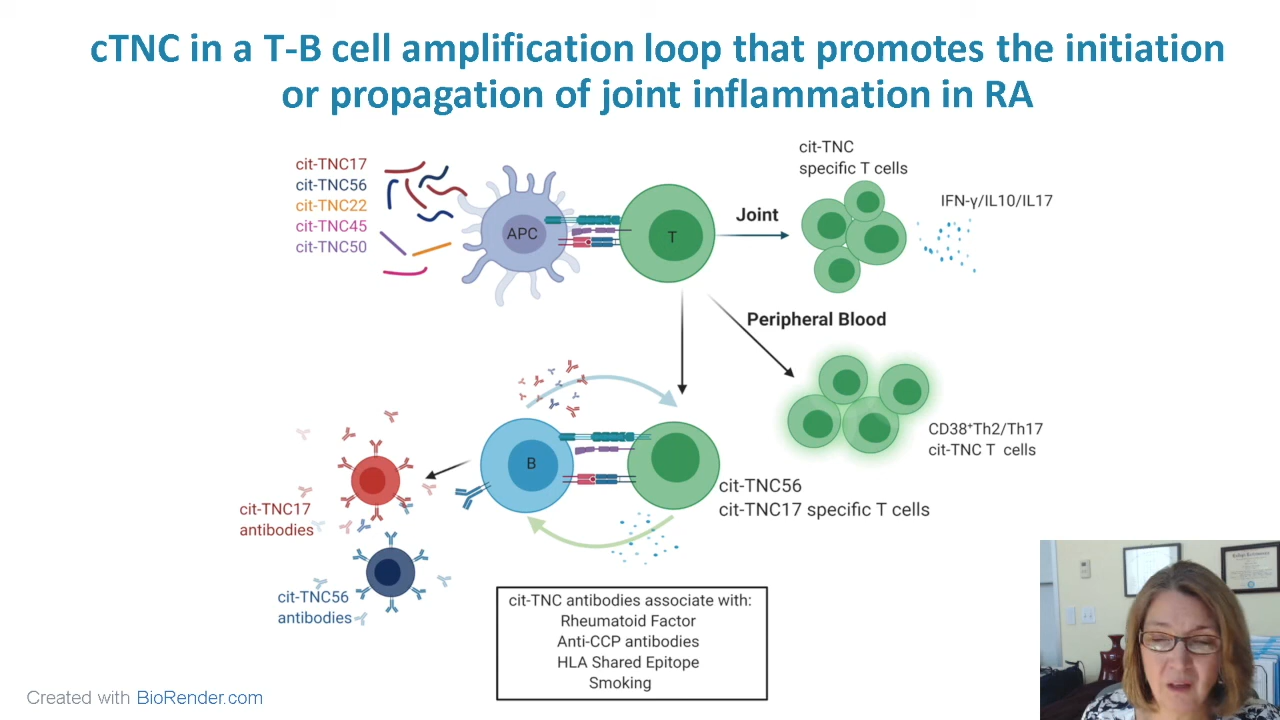 cTNC in a T-B cell amplification loop that promotes the initiation
or propagation of joint inflammation in RA
cit-TNC17
cit-TNC56
cit-TNC22
cit-TNC45
cit-TNC50
APC
T
Joint
cit-TNC
specific T cells
IFN-γ/IL10/IL17
Peripheral Blood
CD38⁺Th2/Th17
cit-TNC T cells
B
cit-TNC56
cit-TNC17 specific T cells
cit-TNC17
antibodies
cit-TNC56
antibodies
cit-TNC antibodies associate with:
Rheumatoid Factor
Anti-CCP antibodies
HLA Shared Epitope
Smoking
Created with BioRender.com